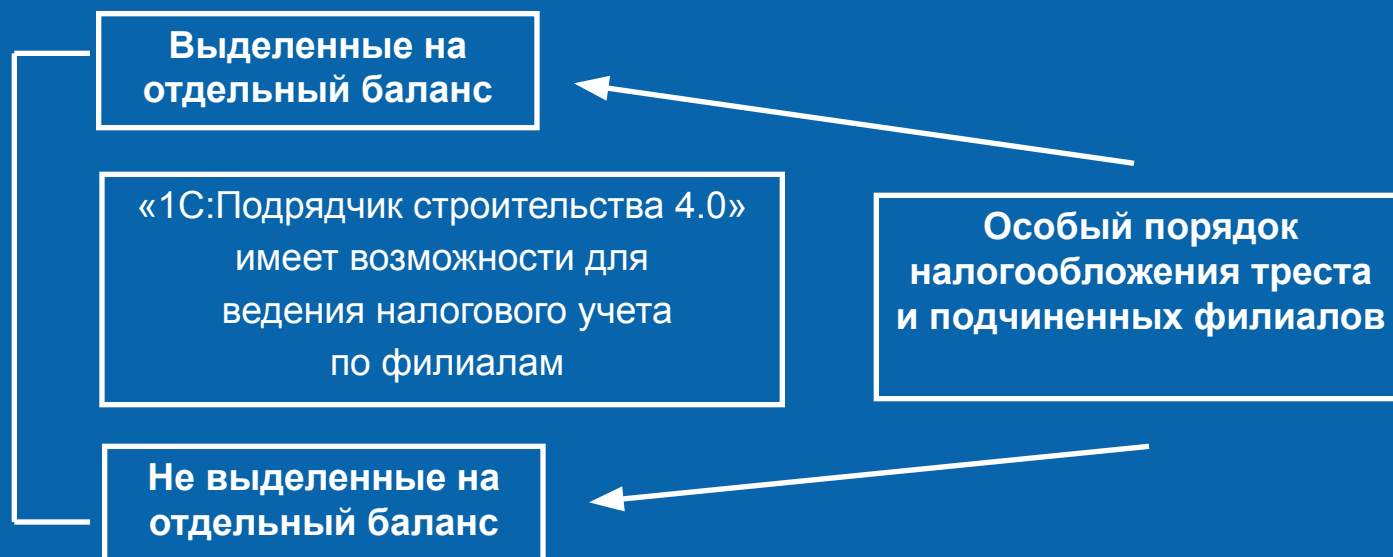 Выделенные на
отдельный баланс
«1С:Подрядчик строительства 4.0»
имеет возможности для
ведения налогового учета
по филиалам
Особый порядок
налогообложения треста
и подчиненных филиалов
Не выделенные на
отдельный баланс